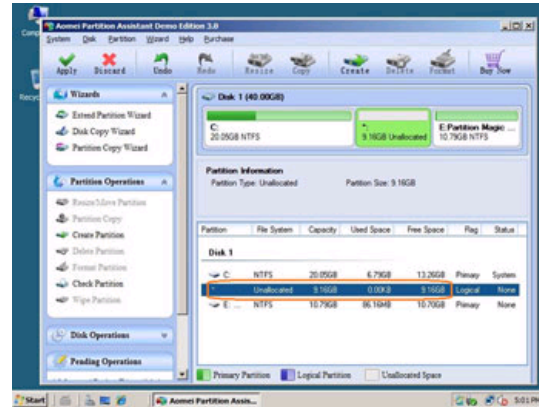 Aomei Partition Assistant Demo Edition 3.0
System Disk Partition Wizard Help Purchase
Apply Discard Undo Redo Resize Copy Create Delete Format Buy Now
Wizards
Extend Partition Wizard
Disk Copy Wizard
Partition Copy Wizard
Partition Operations
Resize/Move Partition
Partition Copy
Create Partition
Delete Partition
Format Partition
Check Partition
Wipe Partition
Disk Operations
Pending Operations
Disk 1 (40.00GB)
C:
20.05GB NTFS
*:
9.16GB Unallocated
E:Partition Magic ...
10.79GB NTFS
Partition Information
Partition Type: Unallocated Partition Size: 9.16GB
Partition File System Capacity Used Space Free Space Flag Status
Disk 1
C: NTFS 20.05GB 6.79GB 13.26GB Primary System
* Unallocated 9.16GB 0.00KB 9.16GB Logical None
E: ... NTFS 10.79GB 86.16MB 10.70GB Primary None
Primary Partition Logical Partition Unallocated Space
Start Aomei Partition Assis... 5:01 PM